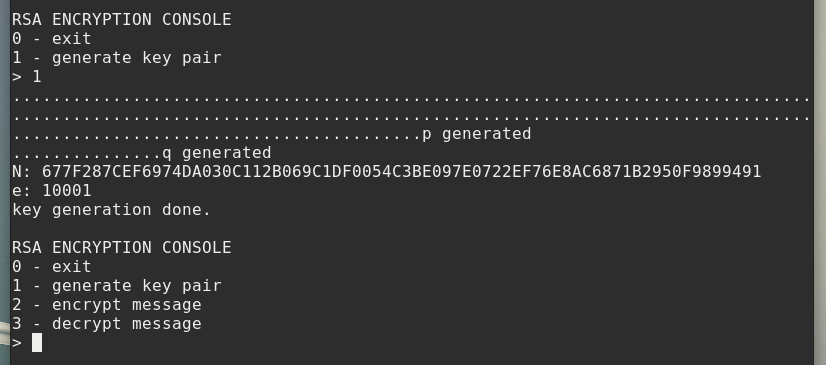 RSA ENCRYPTION CONSOLE
0 - exit
1 - generate key pair
> 1
................................................................................
................................................................................
.........................................p generated
...............q generated
N: 677F287CEF6974DA030C112B069C1DF0054C3BE097E0722EF76E8AC6871B2950F9899491
e: 10001
key generation done.
RSA ENCRYPTION CONSOLE
0 - exit
1 - generate key pair
2 - encrypt message
3 - decrypt message
>